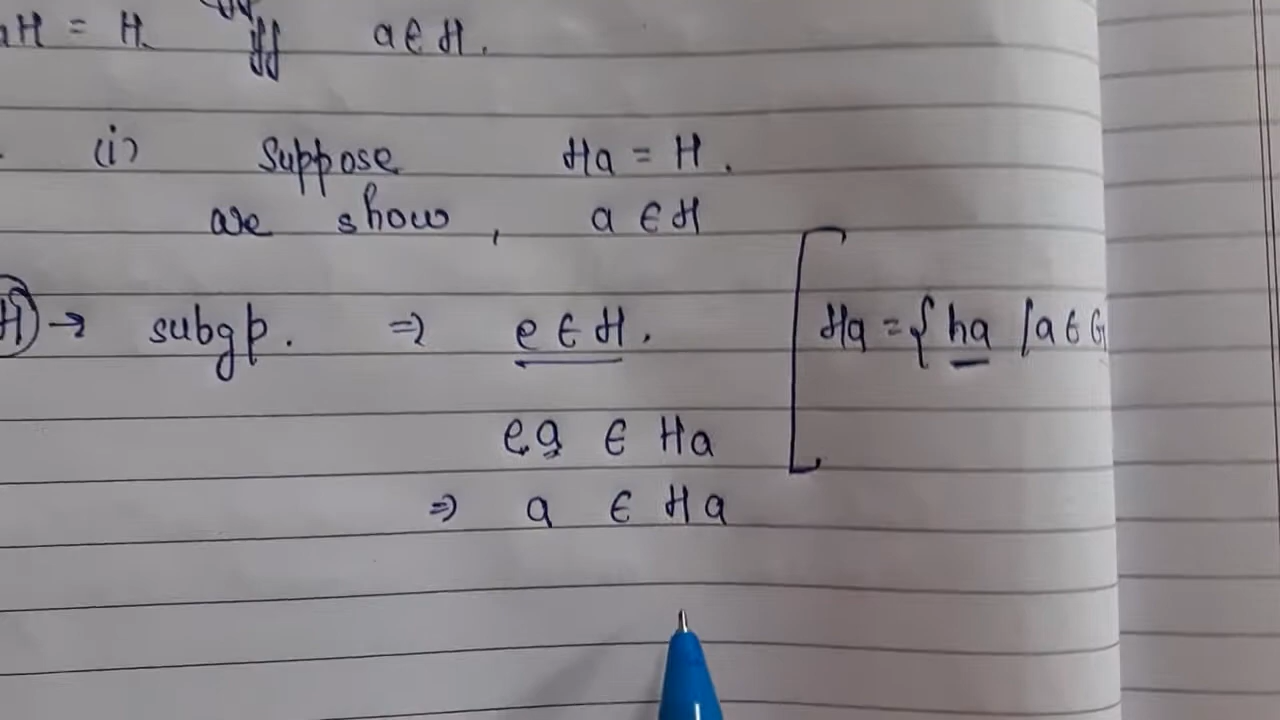 aH = H iff a ∈ H.
(i) Suppose Ha = H.
we show, a ∈ H
H → subgp. ⇒ e ∈ H. [Ha = { ha / a ∈ G
ea ∈ Ha
⇒ a ∈ Ha